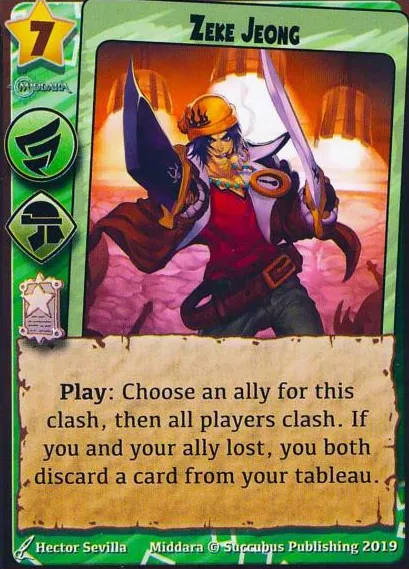 7
ZEKE JEONG
MIDDARA
Play: Choose an ally for this
clash, then all players clash. If
you and your ally lost, you both
discard a card from your tableau.
Hector Sevilla Middara © Succubus Publishing 2019